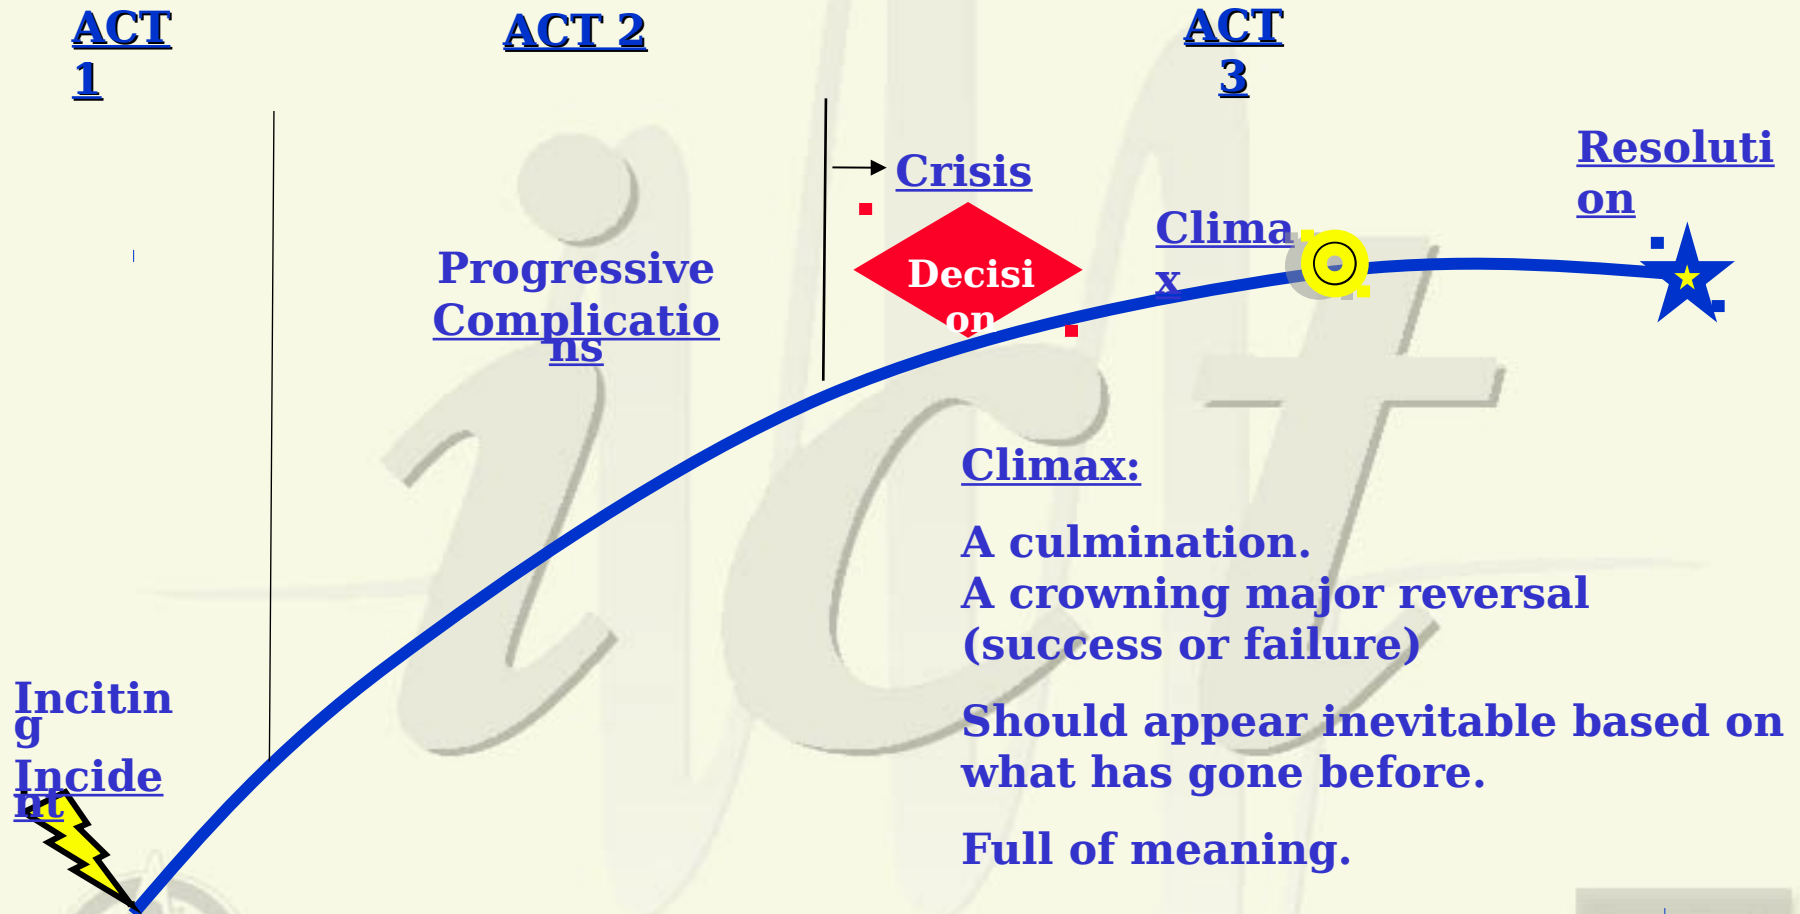 ACT
1
ACT 2
ACT
3
Resoluti
on
Crisis
Clima
x
Decisi
on
Progressive
Complicatio
ns
Incitin
g
Incide
nt
Climax:
A culmination.
A crowning major reversal
(success or failure)
Should appear inevitable based on
what has gone before.
Full of meaning.
ict